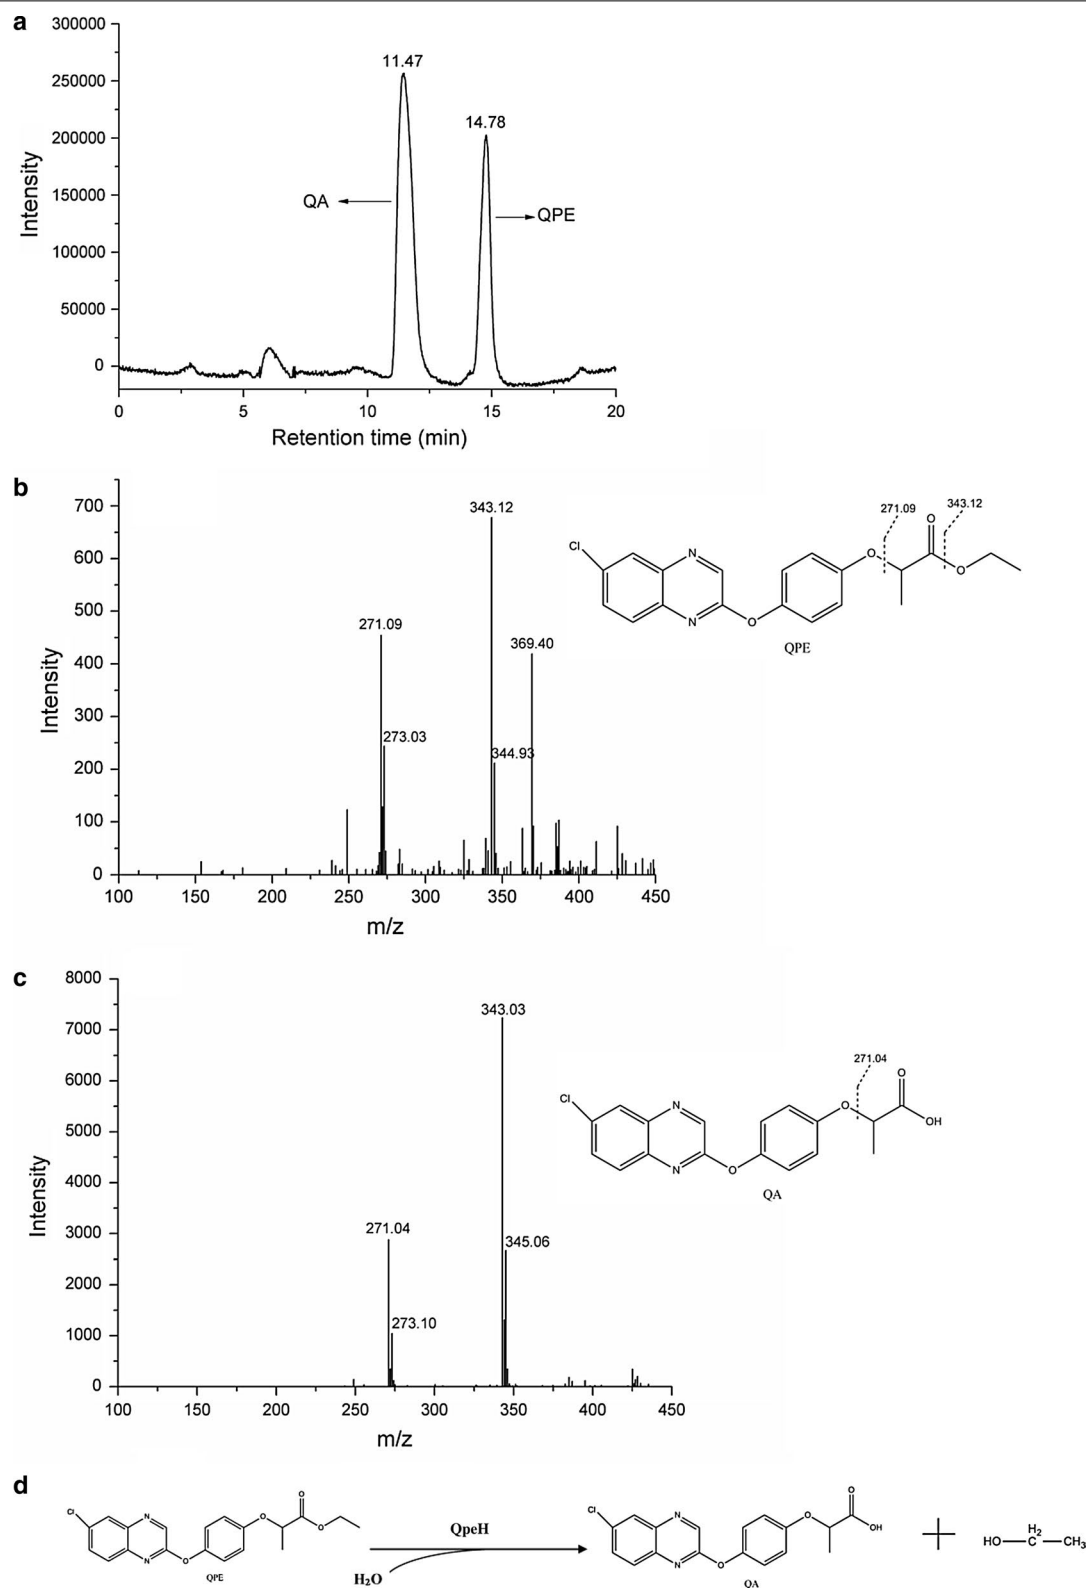 a
300000
250000
200000
150000
100000
50000
0
Intensity
11.47
14.78
QA
QPE
0 5 10 15 20
Retention time (min)
b
700
600
500
400
300
200
100
0
Intensity
343.12
271.09
369.40
273.03
344.93
100 150 200 250 300 350 400 450
m/z
271.09 343.12
Cl N N O O O O
QPE
c
8000
7000
6000
5000
4000
3000
2000
1000
0
Intensity
343.03
271.04
345.06
273.10
100 150 200 250 300 350 400 450
m/z
271.04
Cl N N O O O OH
QA
d
Cl N N O O O O
QPE
QpeH
H₂O
Cl N N O O O OH
QA
+
HO C H₂ CH₃